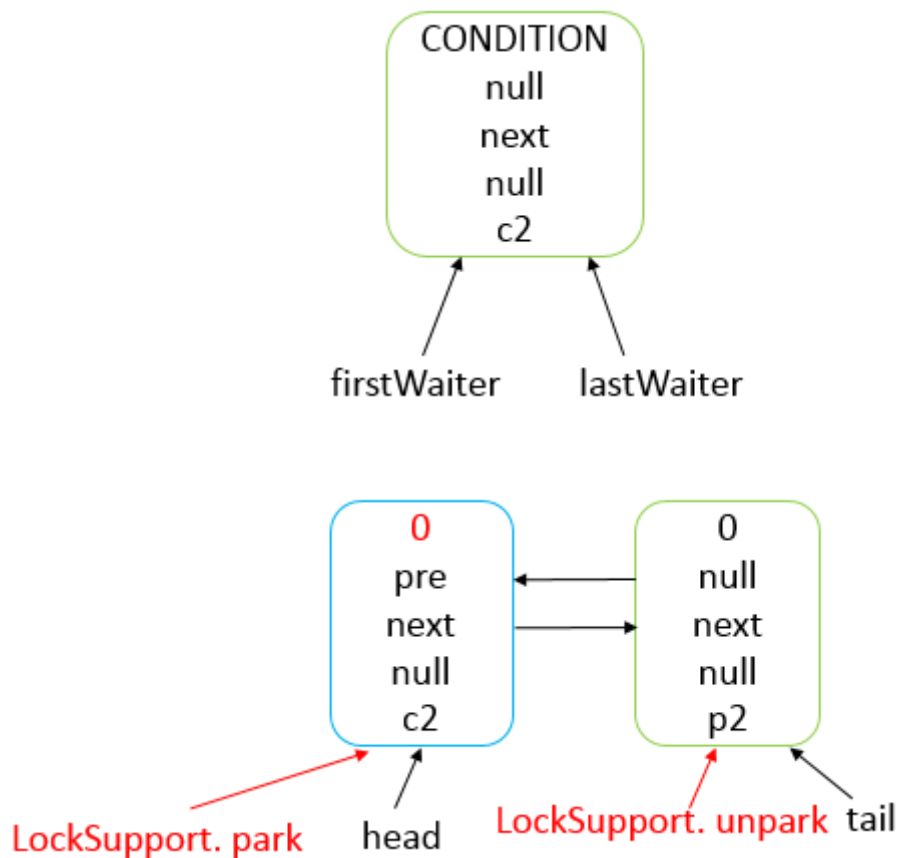 CONDITION
null
next
null
c2
firstWaiter
lastWaiter
0
pre
next
null
c2
0
null
next
null
p2
LockSupport. park
head
LockSupport. unpark
tail